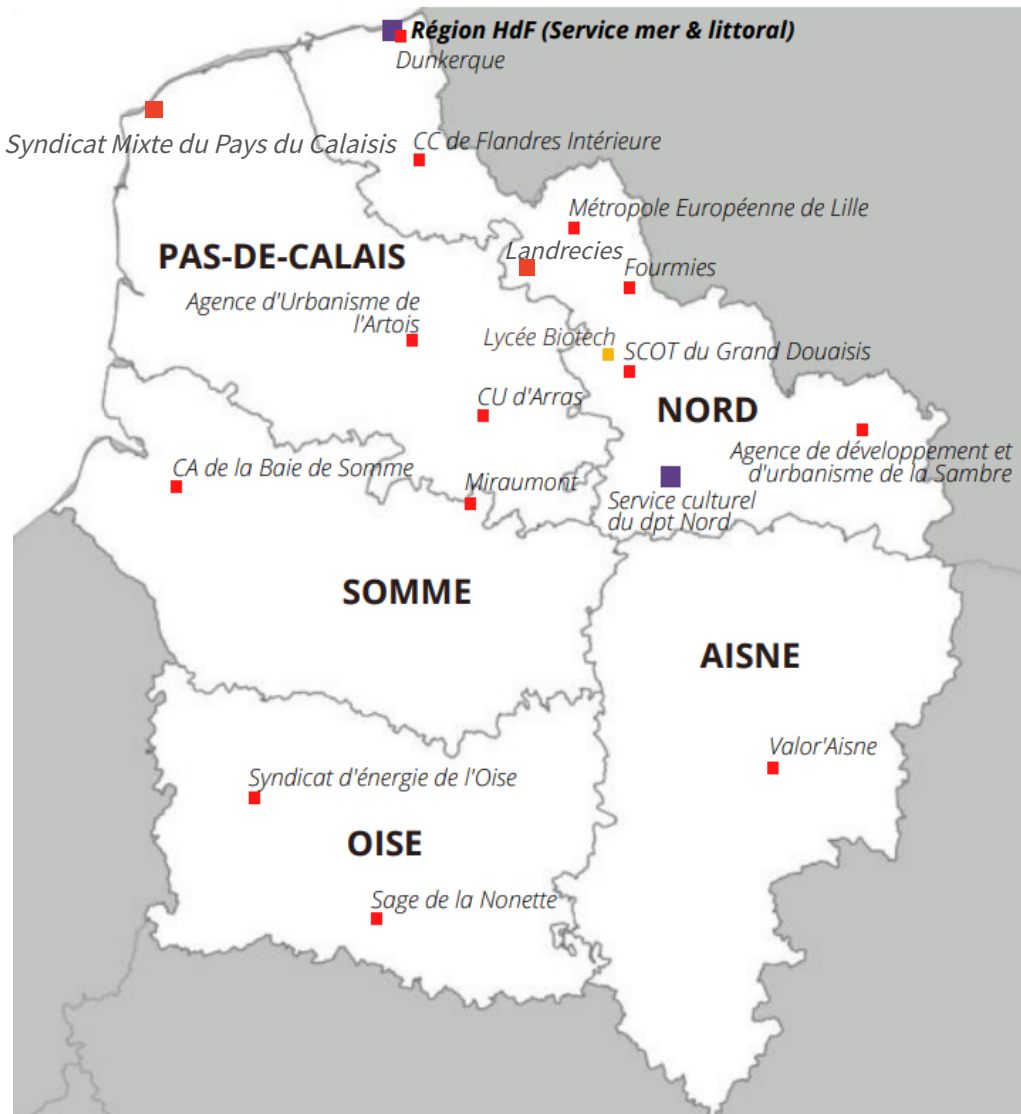 Région HdF (Service mer & littoral)
Dunkerque
Syndicat Mixte du Pays du Calaisis
CC de Flandres Intérieure
Métropole Européenne de Lille
Landrecies
PAS-DE-CALAIS
Fourmies
Agence d'Urbanisme de
l'Artois
Lycée Biotech
SCOT du Grand Douaisis
CU d'Arras
NORD
Agence de développement et
d'urbanisme de la Sambre
CA de la Baie de Somme
Miraumont
Service culturel
du dpt Nord
SOMME
AISNE
Valor'Aisne
Syndicat d'énergie de l'Oise
OISE
Sage de la Nonette